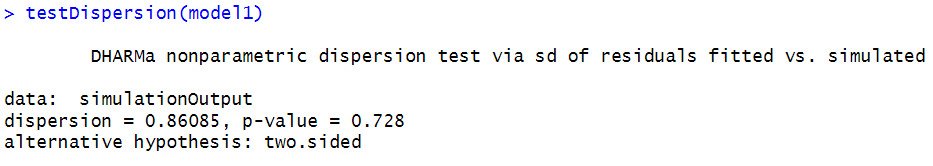 > testDispersion(model1)
DHARMa nonparametric dispersion test via sd of residuals fitted vs. simulated
data:  simulationOutput
dispersion = 0.86085, p-value = 0.728
alternative hypothesis: two.sided